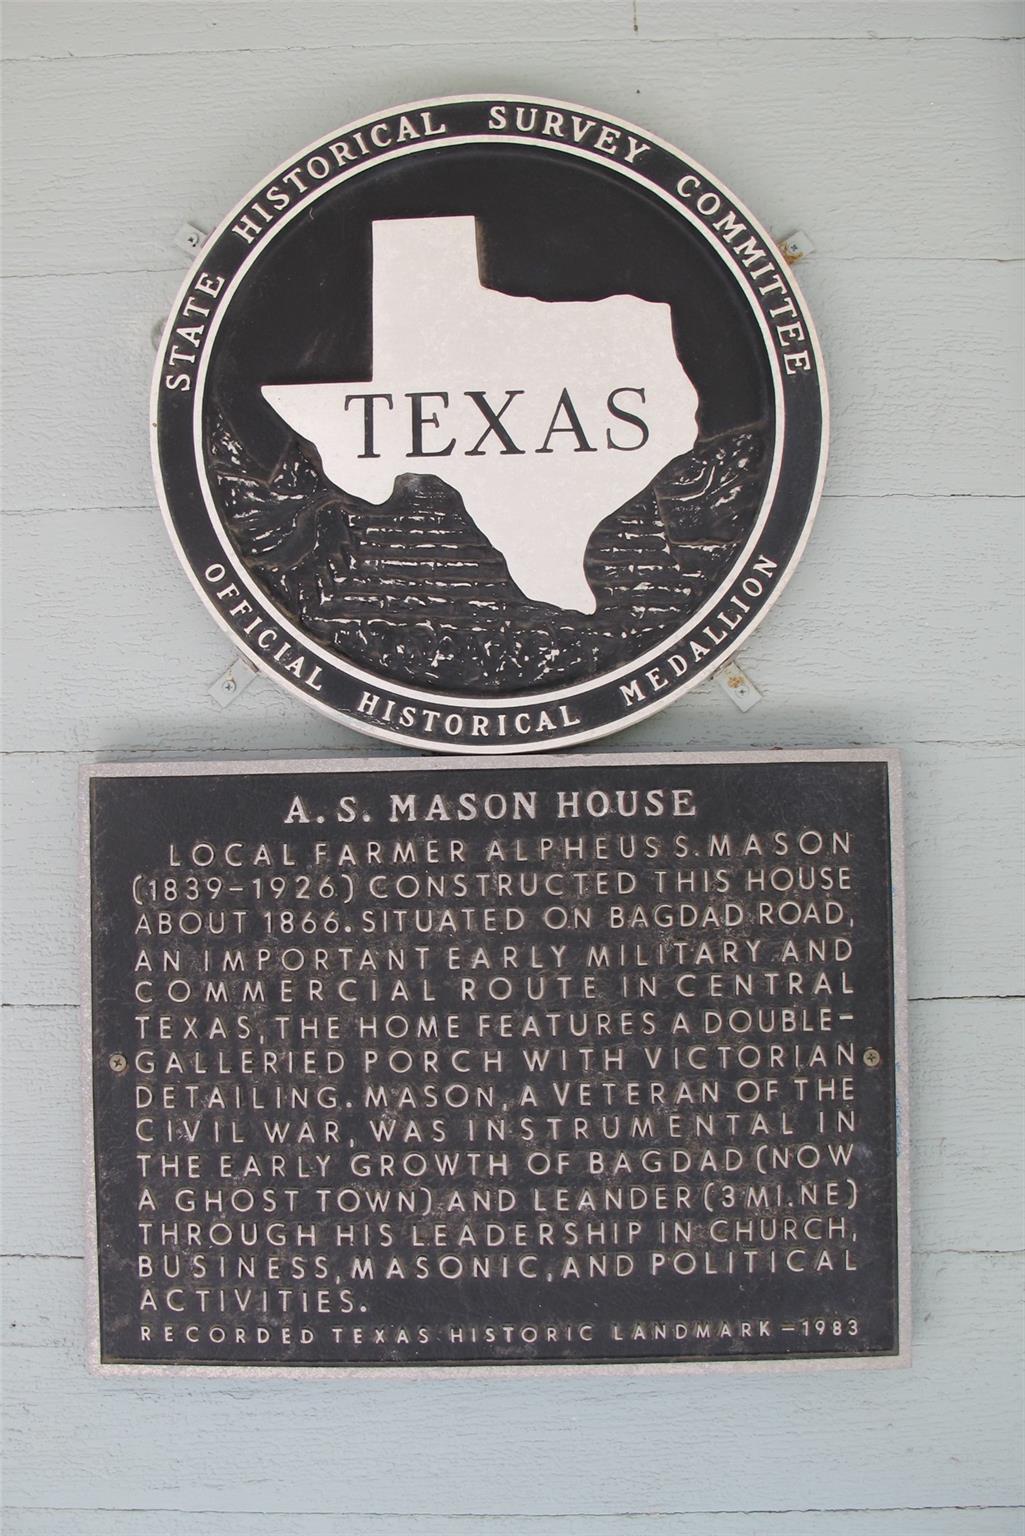 STATE HISTORICAL SURVEY COMMITTEE
TEXAS
OFFICIAL HISTORICAL MEDALLION
A. S. MASON HOUSE
LOCAL FARMER ALPHEUS S. MASON
(1839-1926) CONSTRUCTED THIS HOUSE
ABOUT 1866. SITUATED ON BAGDAD ROAD,
AN IMPORTANT EARLY MILITARY AND
COMMERCIAL ROUTE IN CENTRAL
TEXAS, THE HOME FEATURES A DOUBLE-
GALLERIED PORCH WITH VICTORIAN
DETAILING. MASON, A VETERAN OF THE
CIVIL WAR, WAS INSTRUMENTAL IN
THE EARLY GROWTH OF BAGDAD (NOW
A GHOST TOWN) AND LEANDER (3 MI. NE)
THROUGH HIS LEADERSHIP IN CHURCH,
BUSINESS, MASONIC, AND POLITICAL
ACTIVITIES.
RECORDED TEXAS HISTORIC LANDMARK - 1983